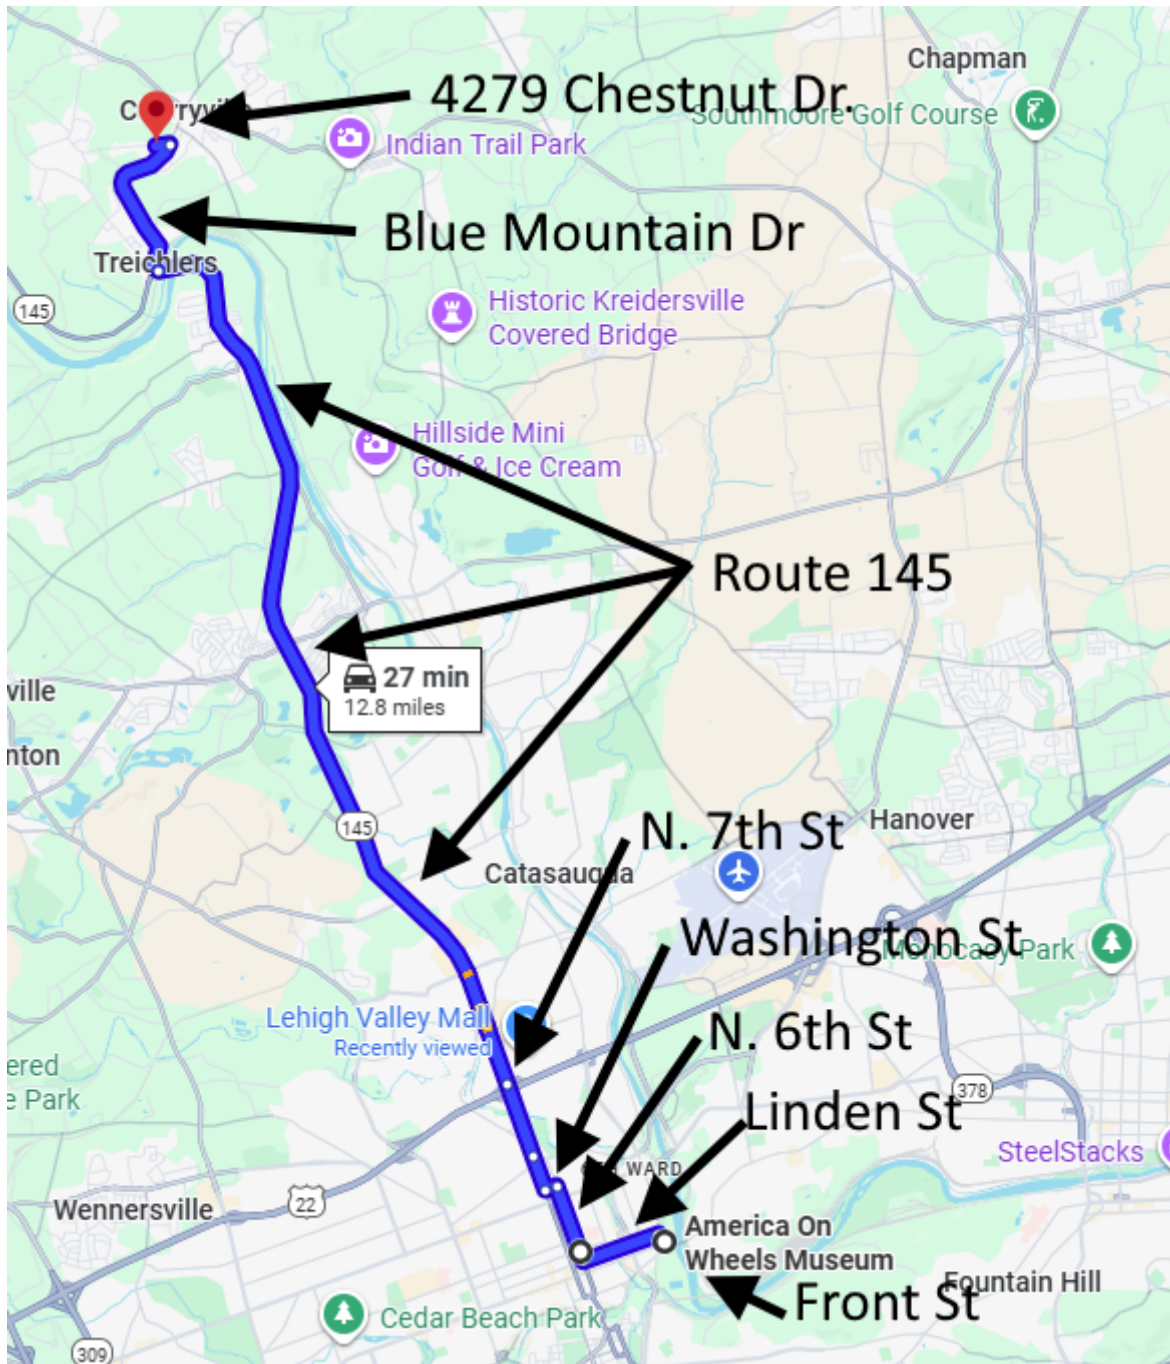 Chapman
4279 Chestnut Dr.
Cherryville
Southmoore Golf Course
Indian Trail Park
Blue Mountain Dr
Treichlers
145
Historic Kreidersville
Covered Bridge
Hillside Mini
Golf & Ice Cream
Route 145
27 min
12.8 miles
ville
nton
145
N. 7th St
Hanover
Catasauqua
Washington St
Monocacy Park
Lehigh Valley Mall
Recently viewed
N. 6th St
ered
e Park
378
Linden St
SteelStacks
WARD
22
Wennersville
America On
Wheels Museum
Fountain Hill
Front St
Cedar Beach Park
309